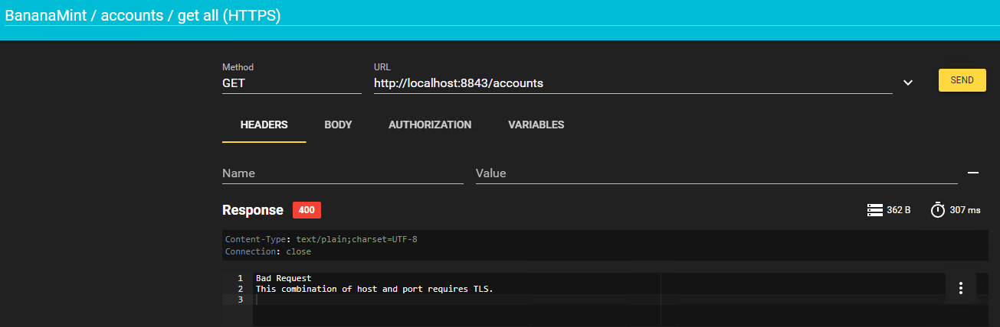 BananaMint / accounts / get all (HTTPS)
Method
URL
GET
http://localhost:8843/accounts
SEND
HEADERS
BODY
AUTHORIZATION
VARIABLES
Name
Value
Response
400
362 B
307 ms
Content-Type: text/plain;charset=UTF-8
Connection: close
1 Bad Request
2 This combination of host and port requires TLS.
3